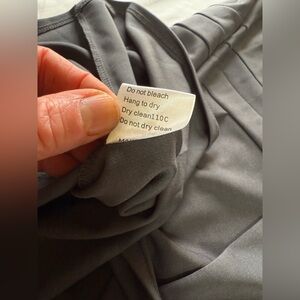 Do not bleach
Hang to dry
Dry clean110C
Do not dry clean